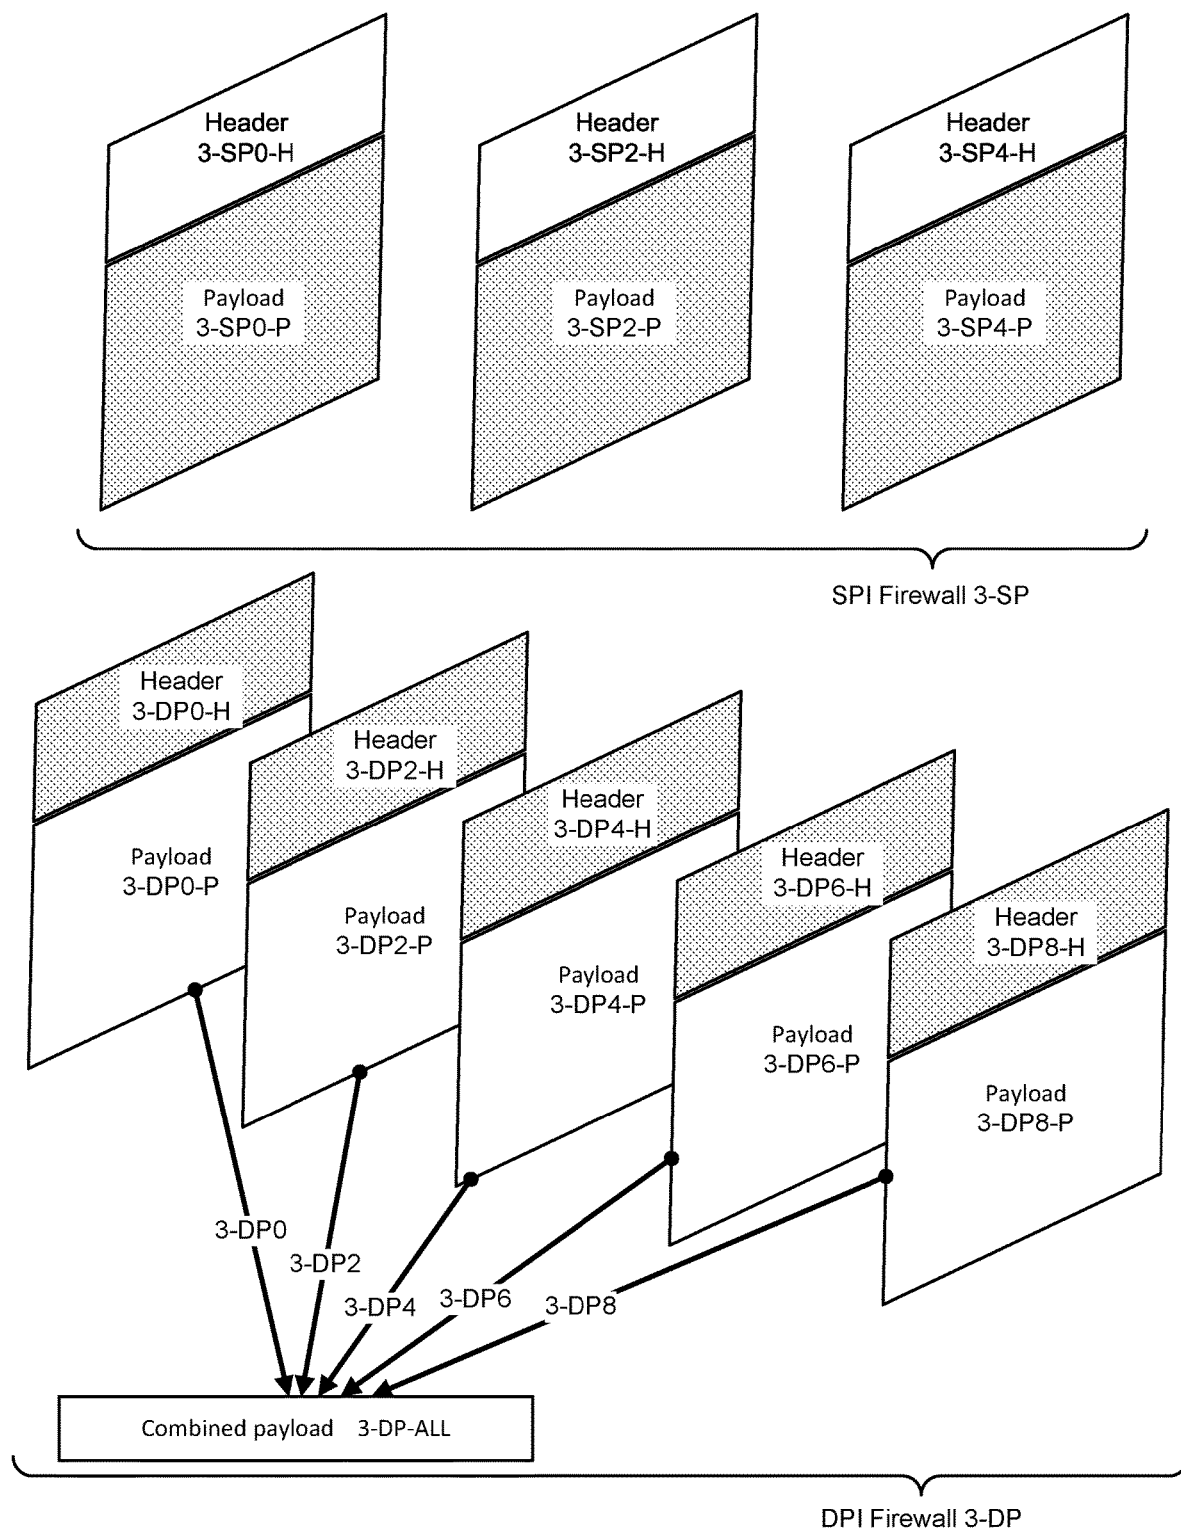 Header
3-SP0-H
Header
3-SP2-H
Header
3-SP4-H
Payload
3-SP0-P
Payload
3-SP2-P
Payload
3-SP4-P
SPI Firewall 3-SP
Header
3-DP0-H
Header
3-DP2-H
Header
3-DP4-H
Header
3-DP6-H
Header
3-DP8-H
Payload
3-DP0-P
Payload
3-DP2-P
Payload
3-DP4-P
Payload
3-DP6-P
Payload
3-DP8-P
3-DP0
3-DP2
3-DP4
3-DP6
3-DP8
Combined payload 3-DP-ALL
DPI Firewall 3-DP